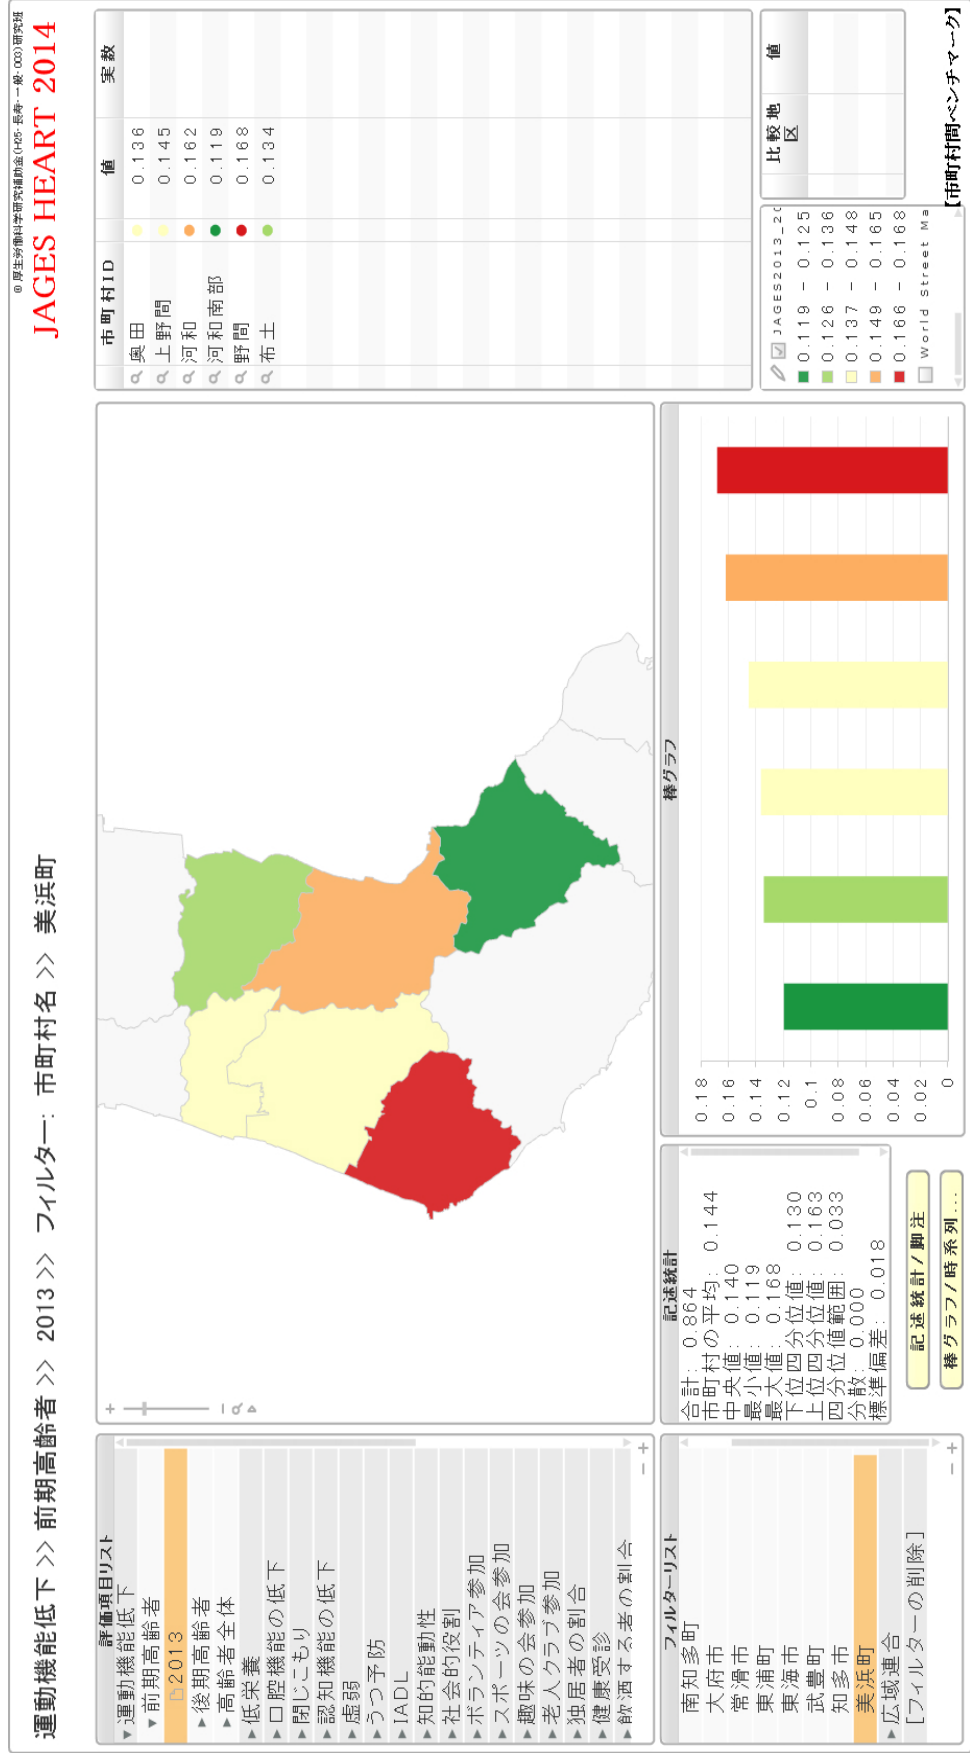 © 厚生労働科学研究補助金(H25-長寿-一般-003)研究班
JAGES HEART 2014
運動機能低下 >> 前期高齢者 >> 2013 >> フィルター: 市町村名 >> 美浜町
評価項目リスト
▼運動機能低下
▼前期高齢者
2013
▶後期高齢者
▶高齢者全体
▶低栄養
▶口腔機能の低下
▶閉じこもり
▶認知機能の低下
▶虚弱
▶うつ予防
▶IADL
▶知的能動性
▶社会的役割
▶ボランティア参加
▶スポーツの会参加
▶趣味の会参加
▶老人クラブ参加
▶独居者の割合
▶健康受診
▶飲酒する者の割合
− +
フィルターリスト
南知多町
大府市
常滑市
東浦町
東海市
武豊町
知多市
美浜町
▶広域連合
[フィルターの削除]
− +
+
−
記述統計
合計: 0.864
市町村の平均: 0.144
中央値: 0.140
最小値: 0.119
最大値: 0.168
下位四分位値: 0.130
上位四分位値: 0.163
四分位値範囲: 0.033
分散: 0.000
標準偏差: 0.018
記述統計/脚注
棒グラフ/時系列...
棒グラフ
0.18
0.16
0.14
0.12
0.1
0.08
0.06
0.04
0.02
0
市町村ID 値 実数
奥田 0.136
上野間 0.145
河和 0.162
河和南部 0.119
野間 0.168
布土 0.134
JAGES2013_20
0.119 − 0.125
0.126 − 0.136
0.137 − 0.148
0.149 − 0.165
0.166 − 0.168
World Street Ma
比較地区 値
【市町村間ベンチマーク】